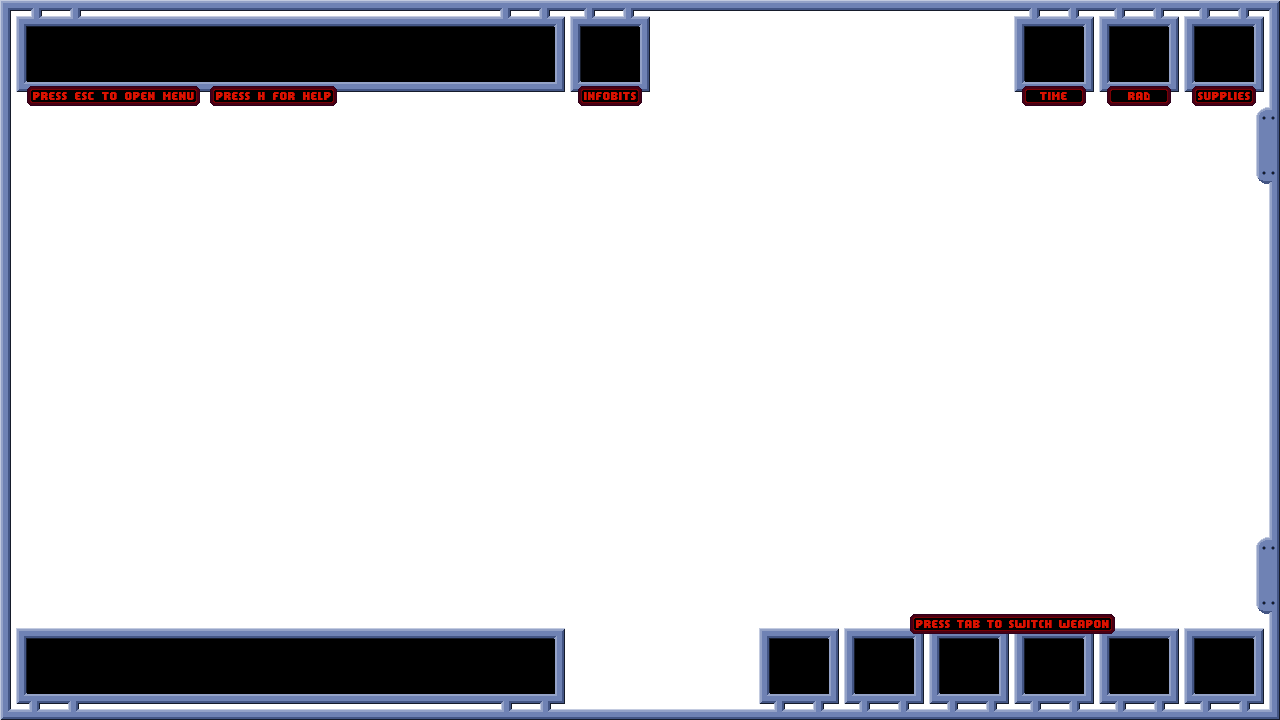 PRESS ESC TO OPEN MENU
PRESS H FOR HELP
INFOBITS
TIME
RAD
SUPPLIES
PRESS TAB TO SWITCH WEAPON